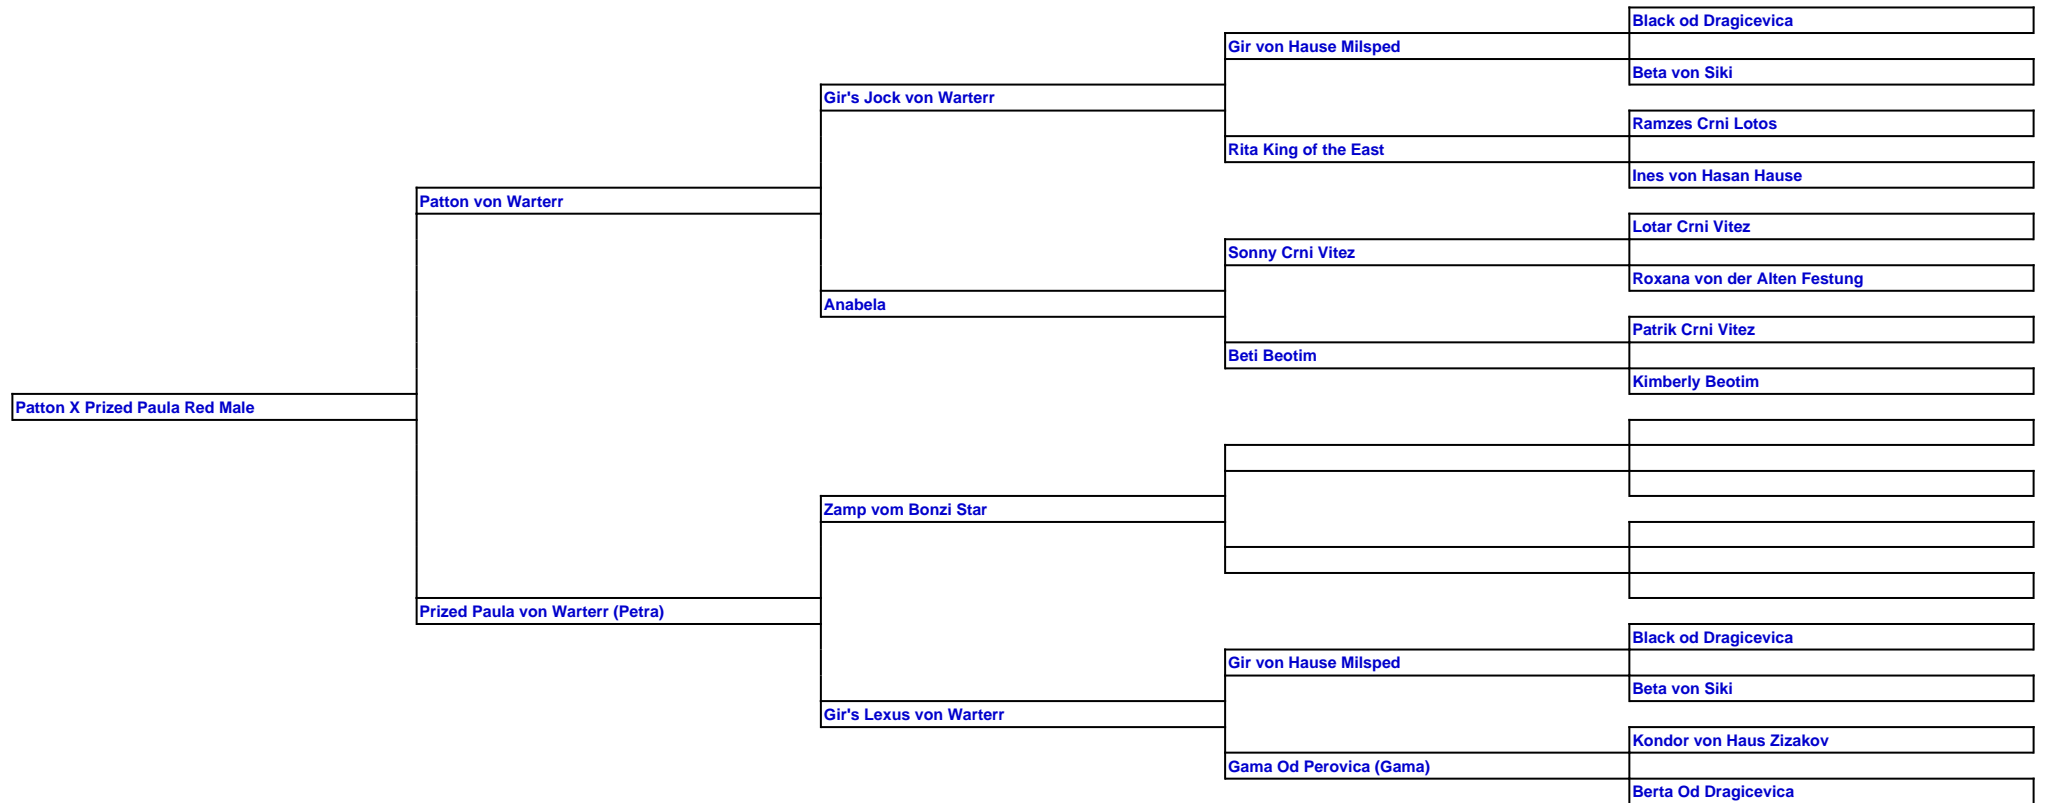 Black od Dragicevica
Gir von Hause Milsped
Beta von Siki
Gir's Jock von Warterr
Ramzes Crni Lotos
Rita King of the East
Ines von Hasan Hause
Patton von Warterr
Lotar Crni Vitez
Sonny Crni Vitez
Roxana von der Alten Festung
Anabela
Patrik Crni Vitez
Beti Beotim
Kimberly Beotim
Patton X Prized Paula Red Male
Zamp vom Bonzi Star
Prized Paula von Warterr (Petra)
Black od Dragicevica
Gir von Hause Milsped
Beta von Siki
Gir's Lexus von Warterr
Kondor von Haus Zizakov
Gama Od Perovica (Gama)
Berta Od Dragicevica